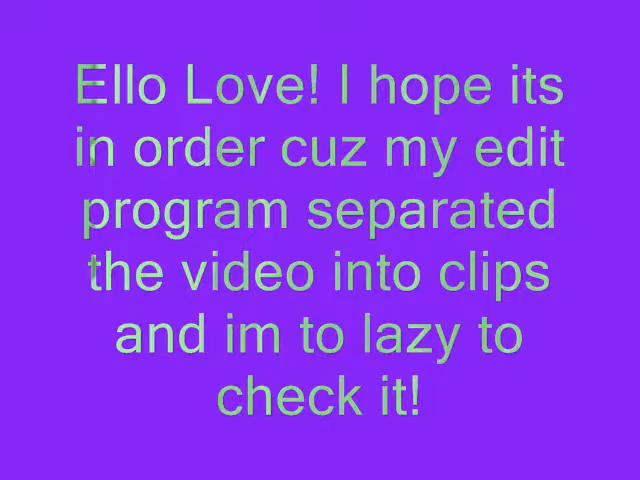 Ello Love! I hope its
in order cuz my edit
program separated
the video into clips
and im to lazy to
check it!